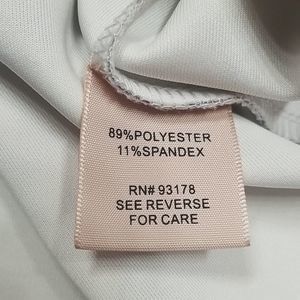 89%POLYESTER
11%SPANDEX
RN# 93178
SEE REVERSE
FOR CARE